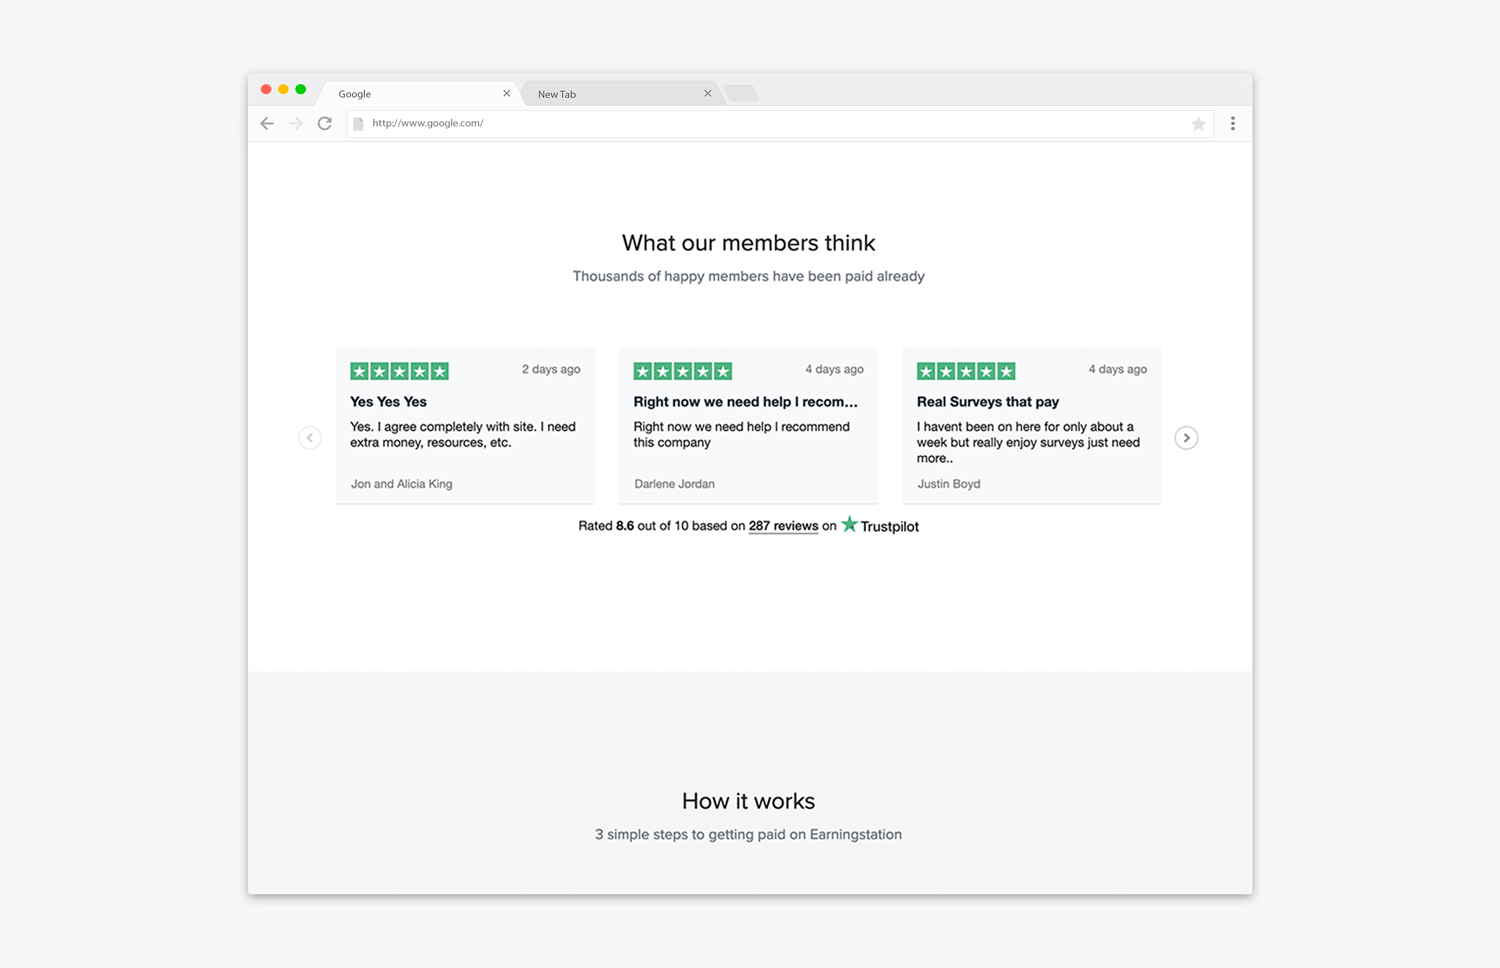 Google
New Tab
http://www.google.com/
What our members think
Thousands of happy members have been paid already
2 days ago
Yes Yes Yes
Yes. I agree completely with site. I need
extra money, resources, etc.
Jon and Alicia King
4 days ago
Right now we need help I recom...
Right now we need help I recommend
this company
Darlene Jordan
4 days ago
Real Surveys that pay
I havent been on here for only about a
week but really enjoy surveys just need
more..
Justin Boyd
Rated 8.6 out of 10 based on 287 reviews on Trustpilot
How it works
3 simple steps to getting paid on Earningstation